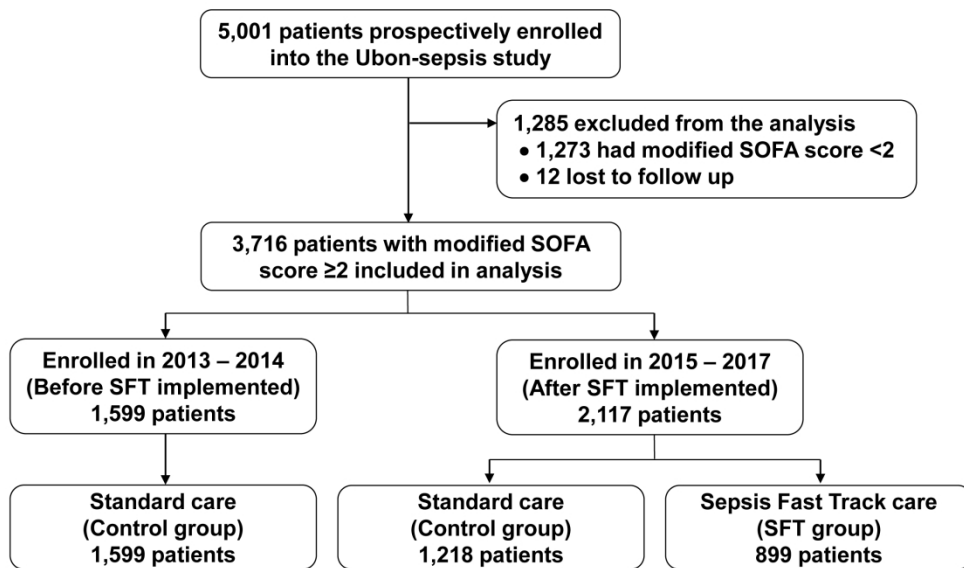 5,001 patients prospectively enrolled
into the Ubon-sepsis study
1,285 excluded from the analysis
• 1,273 had modified SOFA score <2
• 12 lost to follow up
3,716 patients with modified SOFA
score ≥2 included in analysis
Enrolled in 2013 – 2014
(Before SFT implemented)
1,599 patients
Enrolled in 2015 – 2017
(After SFT implemented)
2,117 patients
Standard care
(Control group)
1,599 patients
Standard care
(Control group)
1,218 patients
Sepsis Fast Track care
(SFT group)
899 patients